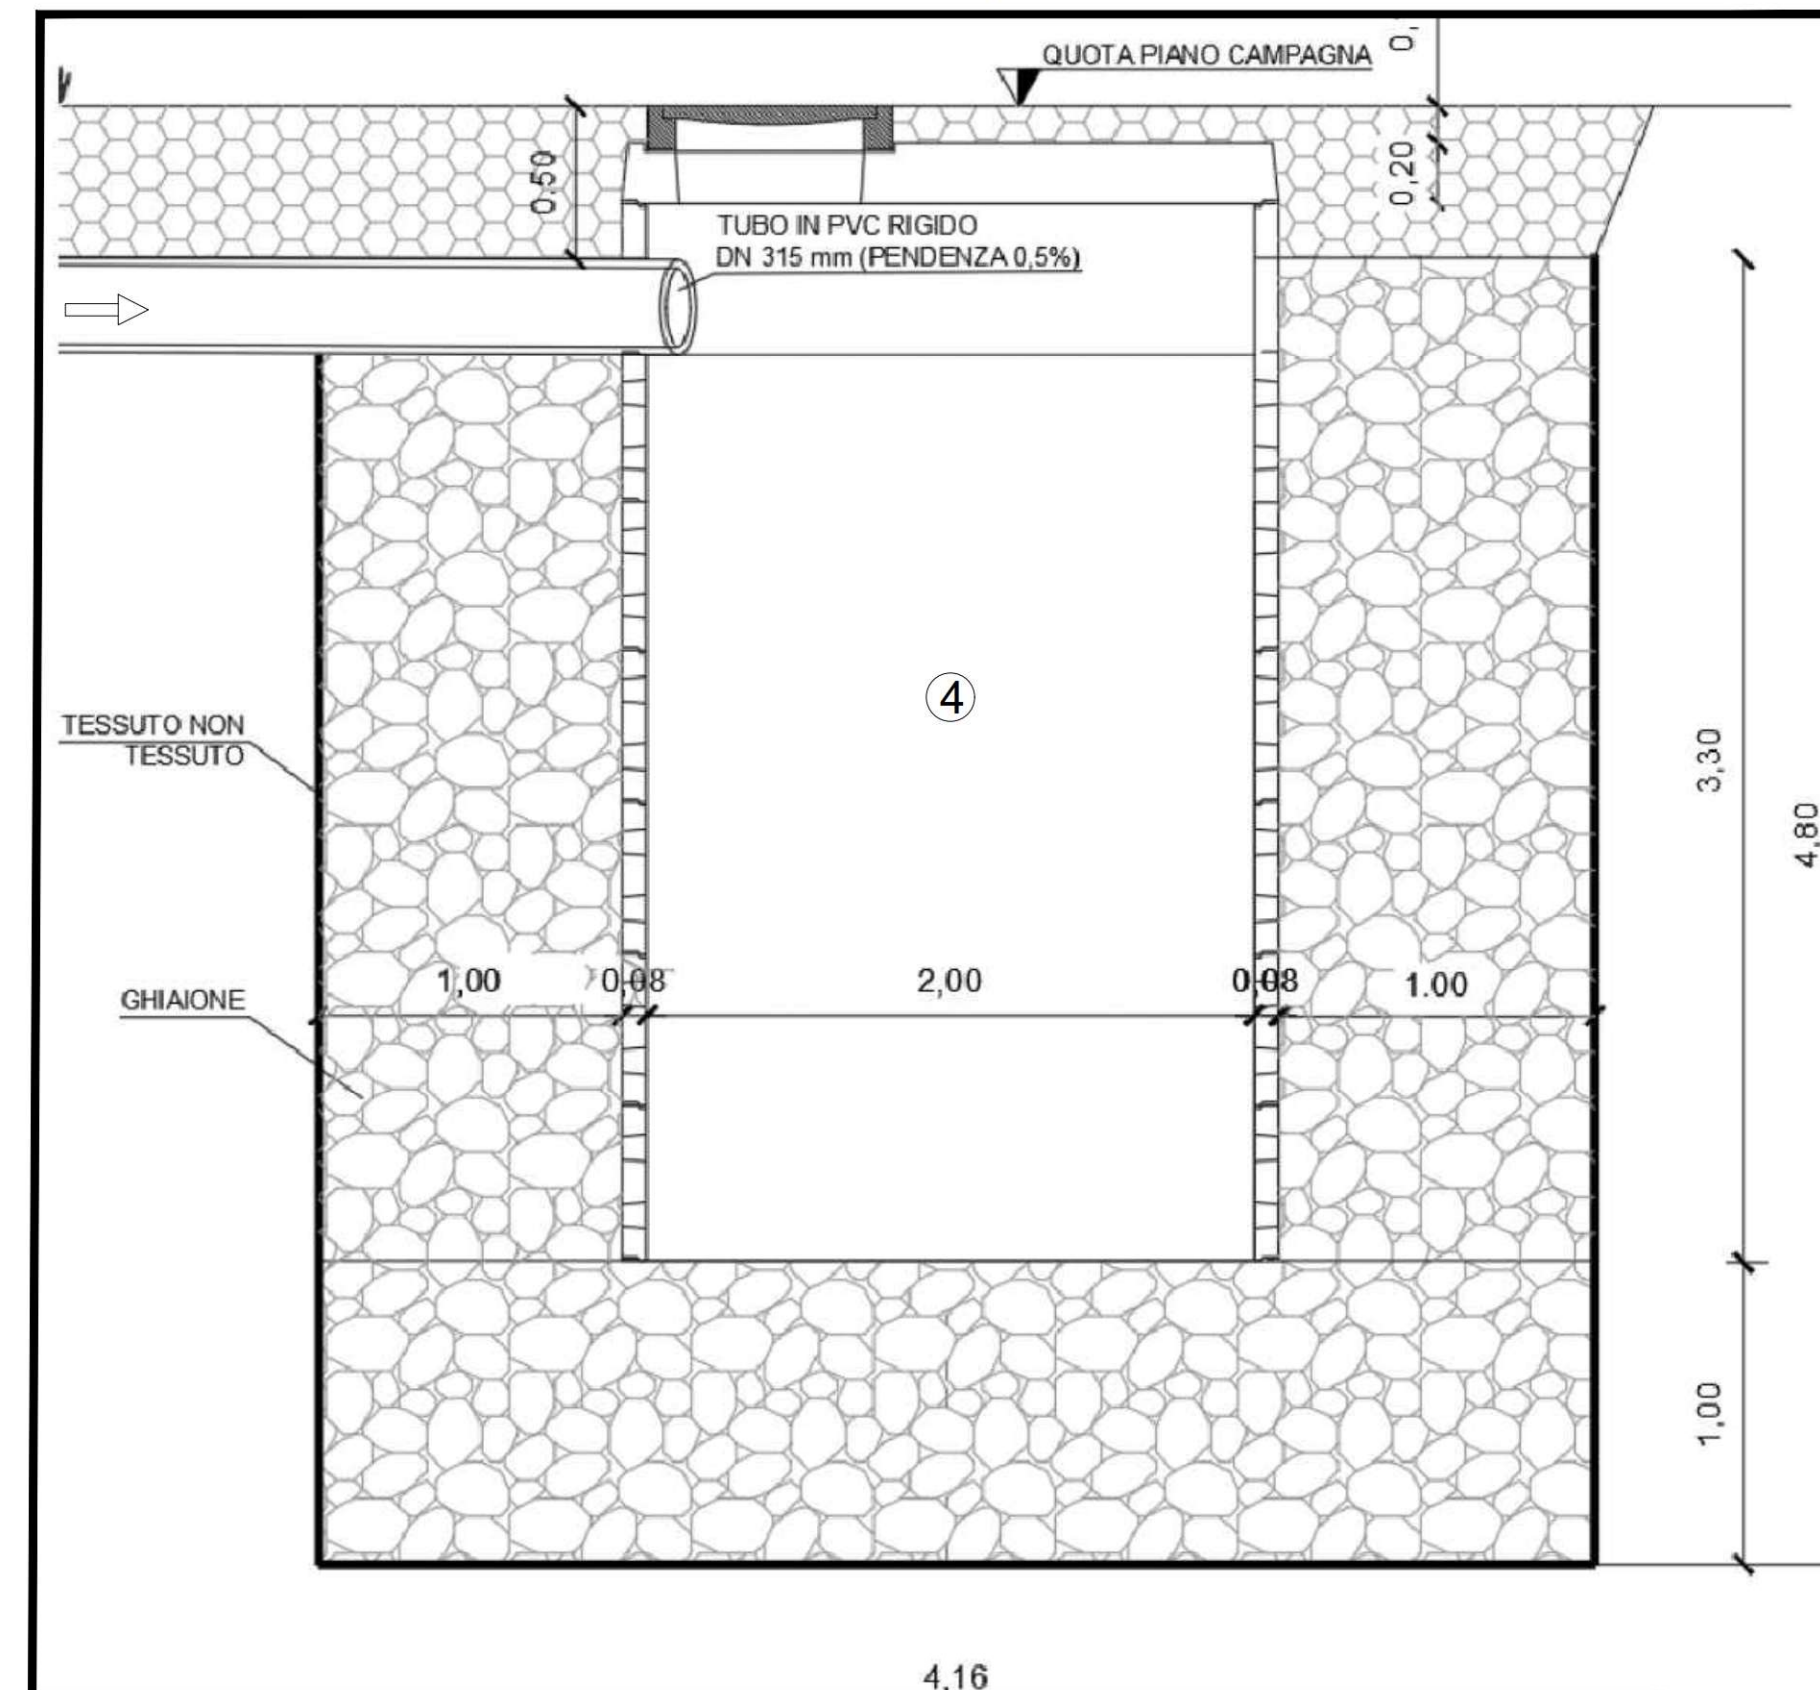 QUOTA PIANO CAMPAGNA
0,
0,50
0,20
TUBO IN PVC RIGIDO
DN 315 mm (PENDENZA 0,5%)
4
TESSUTO NON
TESSUTO
3,30
4,80
GHIAIONE
1,00
0,08
2,00
0,08
1.00
1,00
4,16